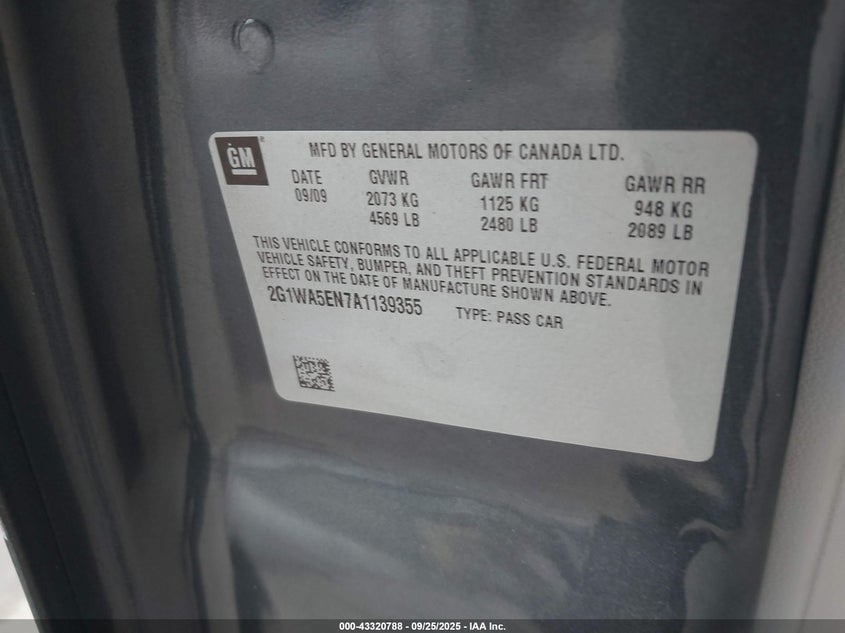 GM
MFD BY GENERAL MOTORS OF CANADA LTD.
DATE GVWR GAWR FRT GAWR RR
09/09 2073 KG 1125 KG 948 KG
4569 LB 2480 LB 2089 LB
THIS VEHICLE CONFORMS TO ALL APPLICABLE U.S. FEDERAL MOTOR
VEHICLE SAFETY, BUMPER, AND THEFT PREVENTION STANDARDS IN
EFFECT ON THE DATE OF MANUFACTURE SHOWN ABOVE.
2G1WA5EN7A1139355 TYPE: PASS CAR
000-43320788 - 09/25/2025 - IAA Inc.